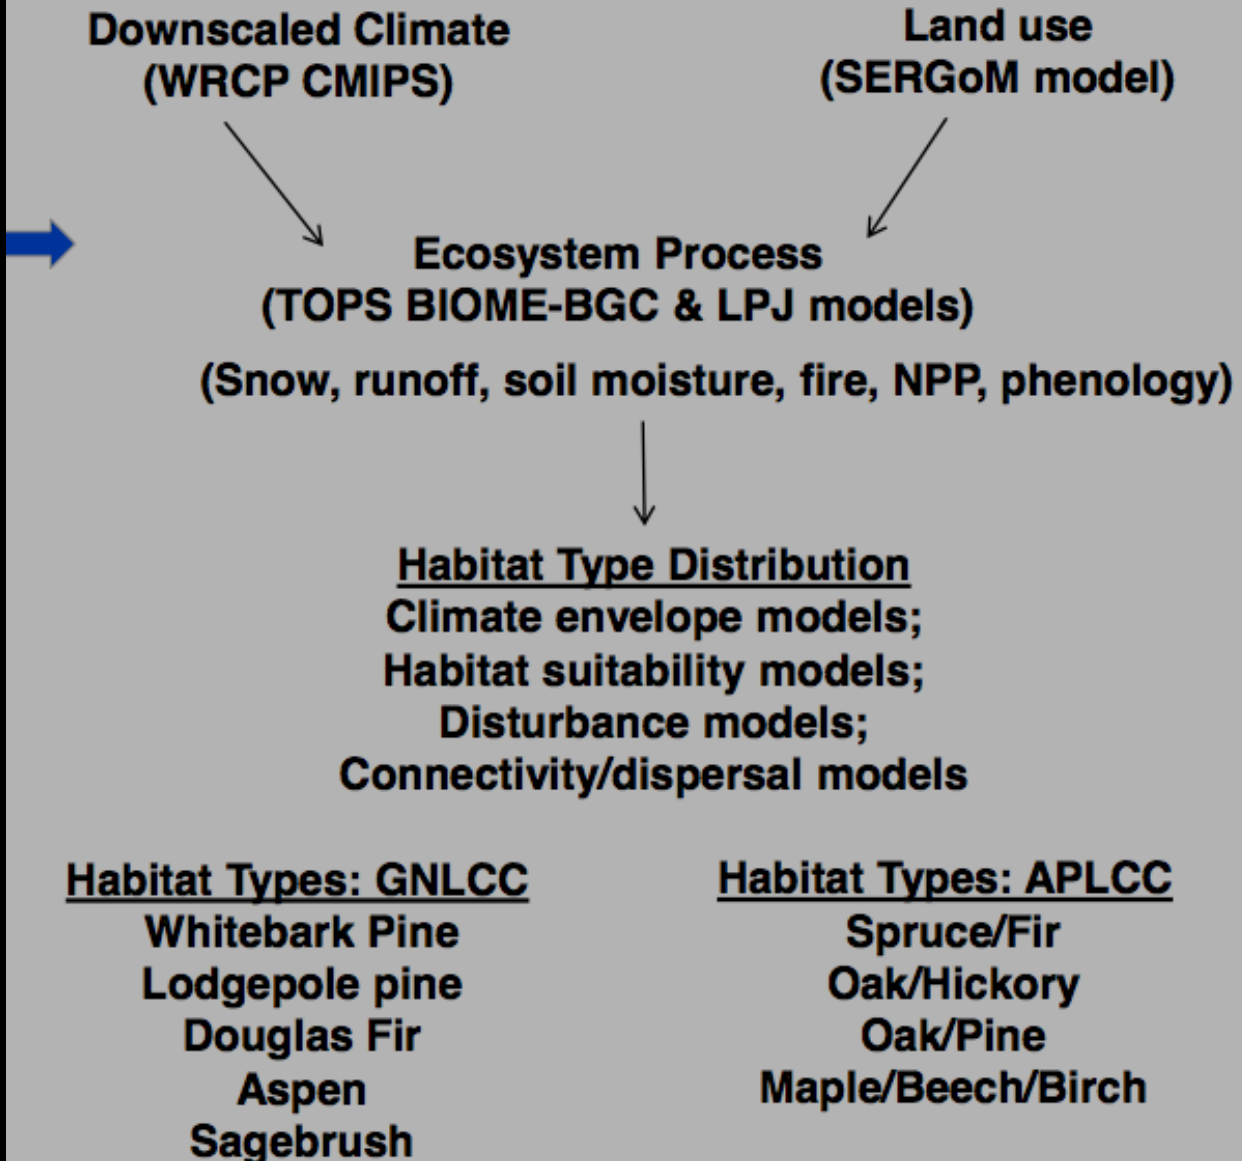 Downscaled Climate
(WRCP CMIPS)
Land use
(SERGoM model)
Ecosystem Process
(TOPS BIOME-BGC & LPJ models)
(Snow, runoff, soil moisture, fire, NPP, phenology)
Habitat Type Distribution
Climate envelope models;
Habitat suitability models;
Disturbance models;
Connectivity/dispersal models
Habitat Types: GNLCC
Whitebark Pine
Lodgepole pine
Douglas Fir
Aspen
Sagebrush
Habitat Types: APLCC
Spruce/Fir
Oak/Hickory
Oak/Pine
Maple/Beech/Birch